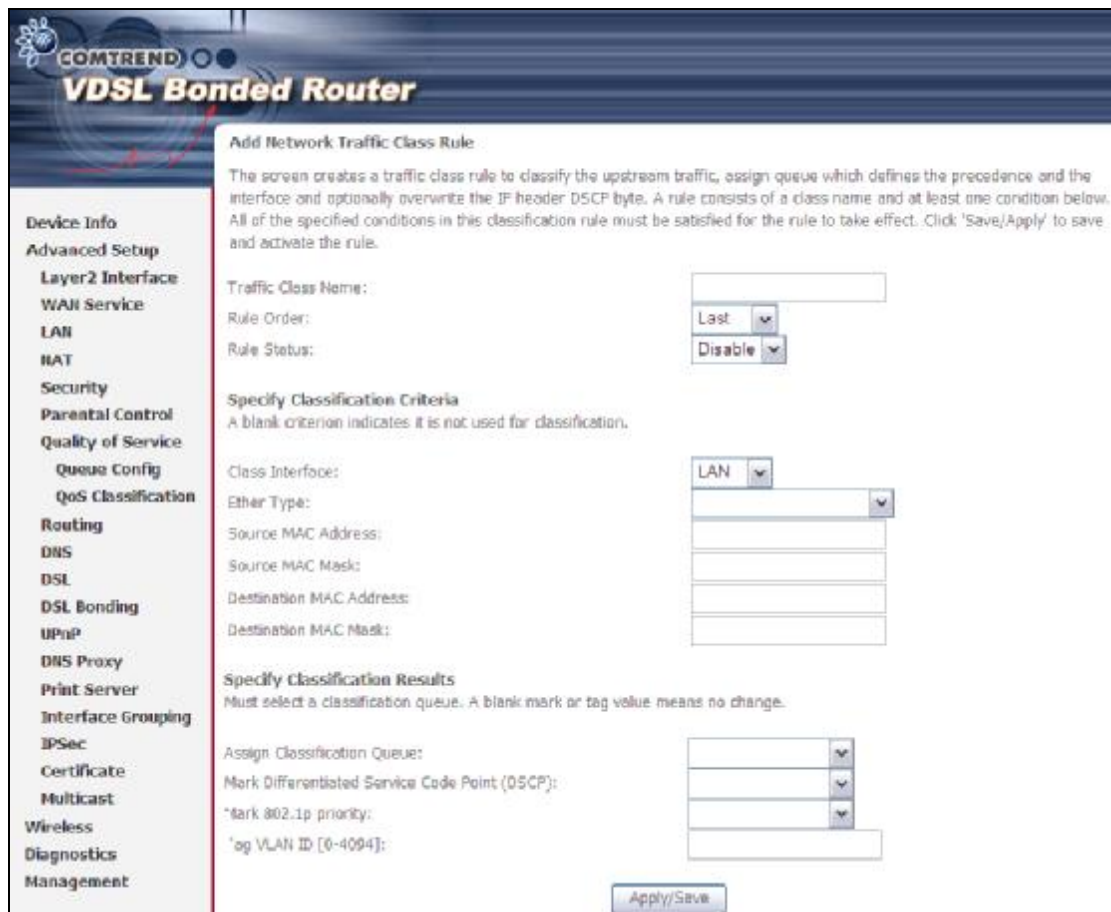 COMTREND
VDSL Bonded Router
Device Info
Advanced Setup
Layer2 Interface
WAN Service
LAN
NAT
Security
Parental Control
Quality of Service
Queue Config
QoS Classification
Routing
DNS
DSL
DSL Bonding
UPnP
DNS Proxy
Print Server
Interface Grouping
IPSec
Certificate
Multicast
Wireless
Diagnostics
Management
Add Network Traffic Class Rule
The screen creates a traffic class rule to classify the upstream traffic, assign queue which defines the precedence and the
interface and optionally overwrite the IP header DSCP byte. A rule consists of a class name and at least one condition below.
All of the specified conditions in this classification rule must be satisfied for the rule to take effect. Click 'Save/Apply' to save
and activate the rule.
Traffic Class Name:
Rule Order: Last
Rule Status: Disable
Specify Classification Criteria
A blank criterion indicates it is not used for classification.
Class Interface: LAN
Ether Type:
Source MAC Address:
Source MAC Mask:
Destination MAC Address:
Destination MAC Mask:
Specify Classification Results
Must select a classification queue. A blank mark or tag value means no change.
Assign Classification Queue:
Mark Differentiated Service Code Point (DSCP):
Mark 802.1p priority:
Tag VLAN ID [0-4094]:
Apply/Save